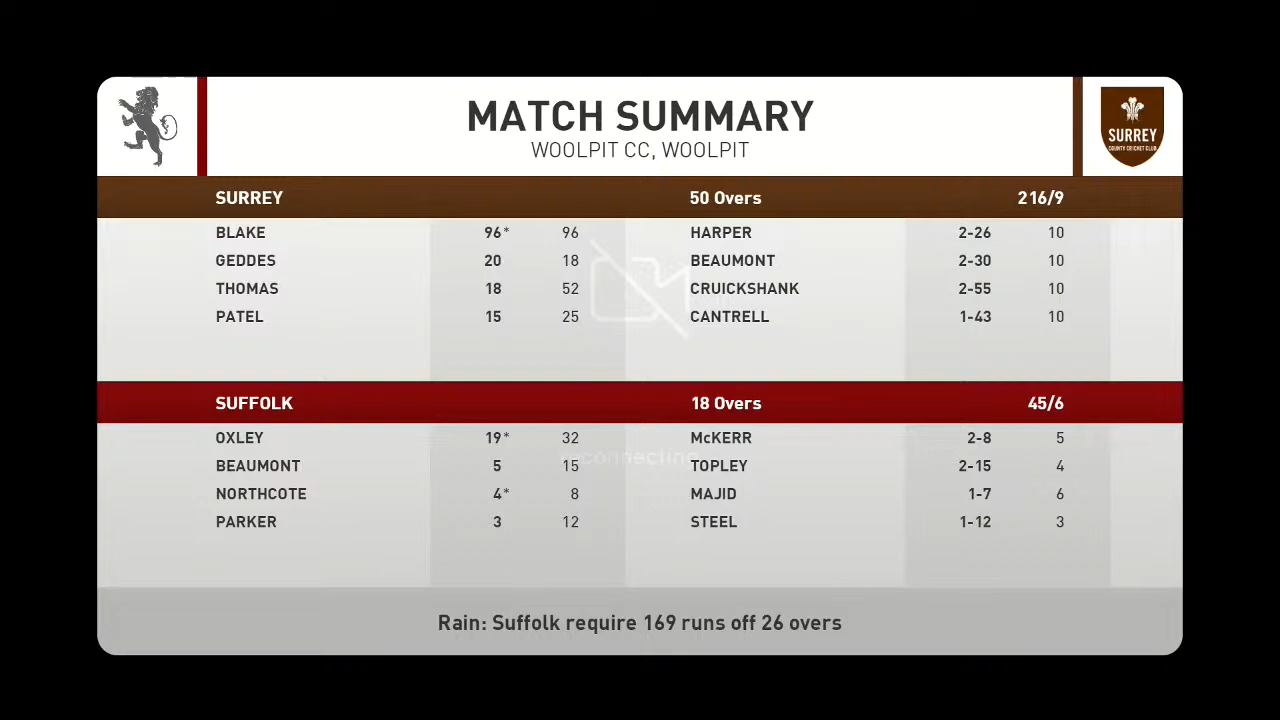 MATCH SUMMARY
WOOLPIT CC, WOOLPIT
SURREY
COUNTY CRICKET CLUB
SURREY 50 Overs 216/9
BLAKE 96* 96 HARPER 2-26 10
GEDDES 20 18 BEAUMONT 2-30 10
THOMAS 18 52 CRUICKSHANK 2-55 10
PATEL 15 25 CANTRELL 1-43 10
SUFFOLK 18 Overs 45/6
OXLEY 19* 32 McKERR 2-8 5
reconnecting
BEAUMONT 5 15 TOPLEY 2-15 4
NORTHCOTE 4* 8 MAJID 1-7 6
PARKER 3 12 STEEL 1-12 3
Rain: Suffolk require 169 runs off 26 overs